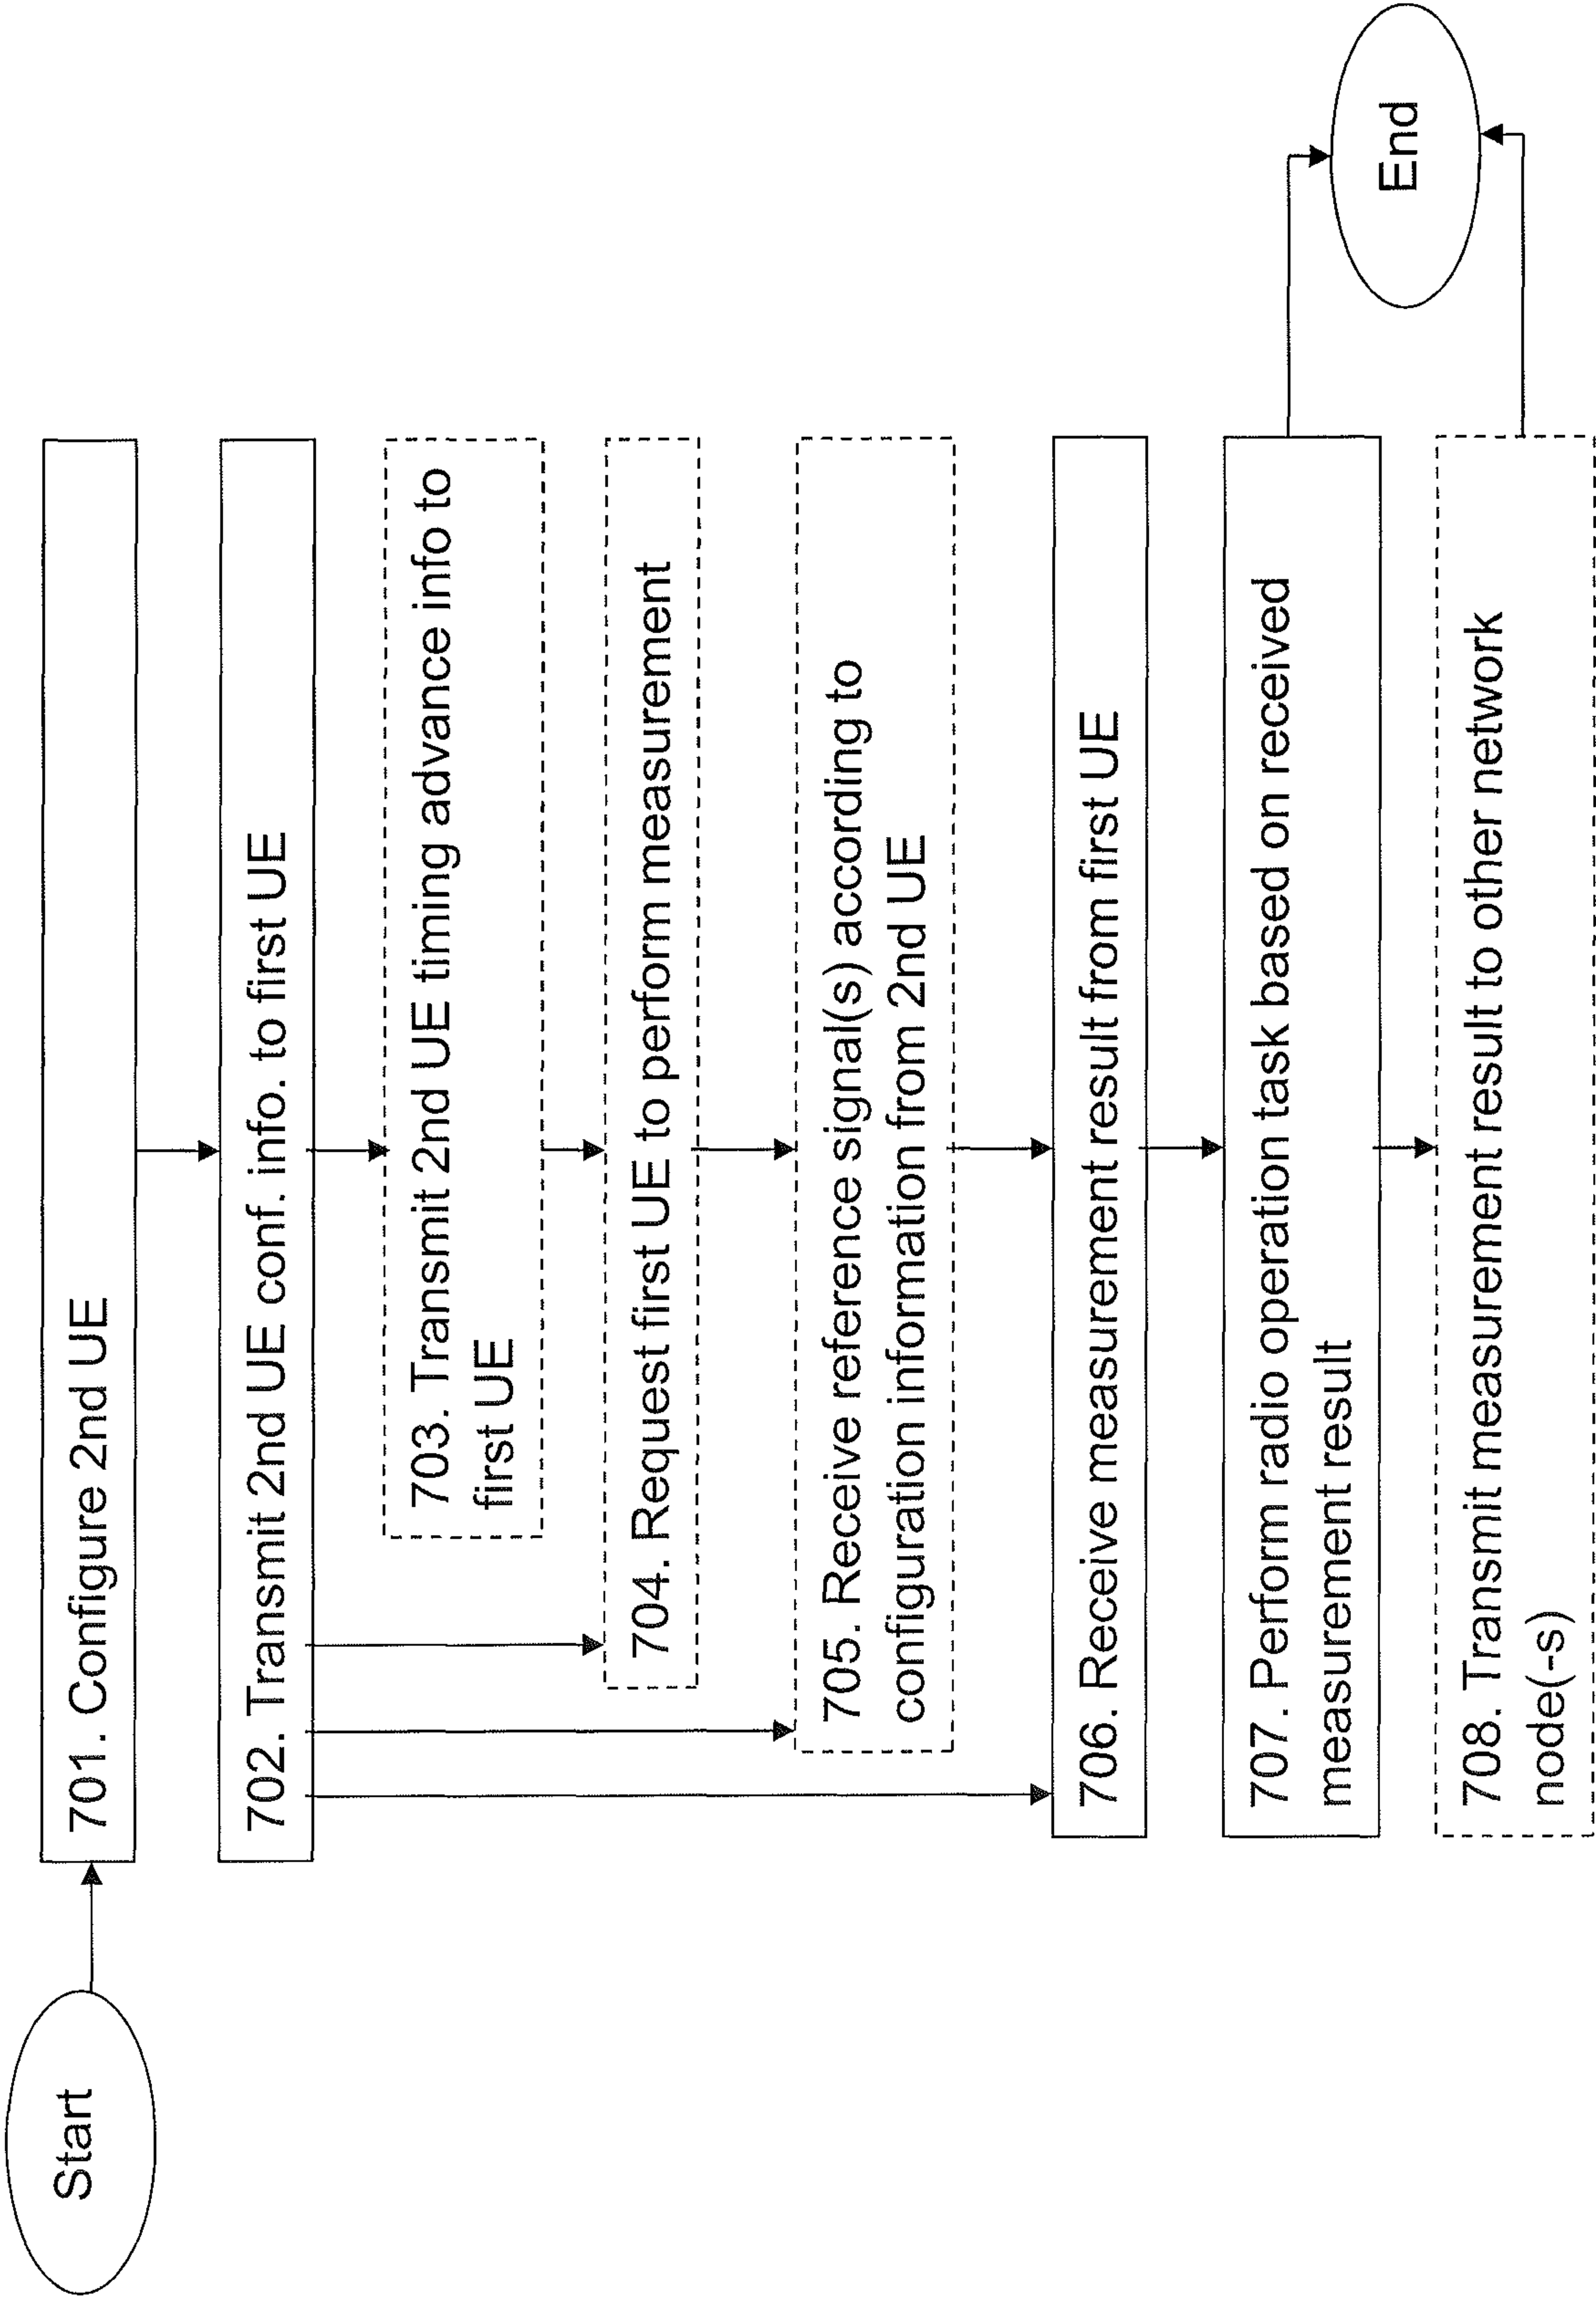 Start
701. Configure 2nd UE
702. Transmit 2nd UE conf. info. to first UE
703. Transmit 2nd UE timing advance info to
first UE
704. Request first UE to perform measurement
705. Receive reference signal(s) according to
configuration information from 2nd UE
706. Receive measurement result from first UE
707. Perform radio operation task based on received
measurement result
708. Transmit measurement result to other network
node(-s)
End